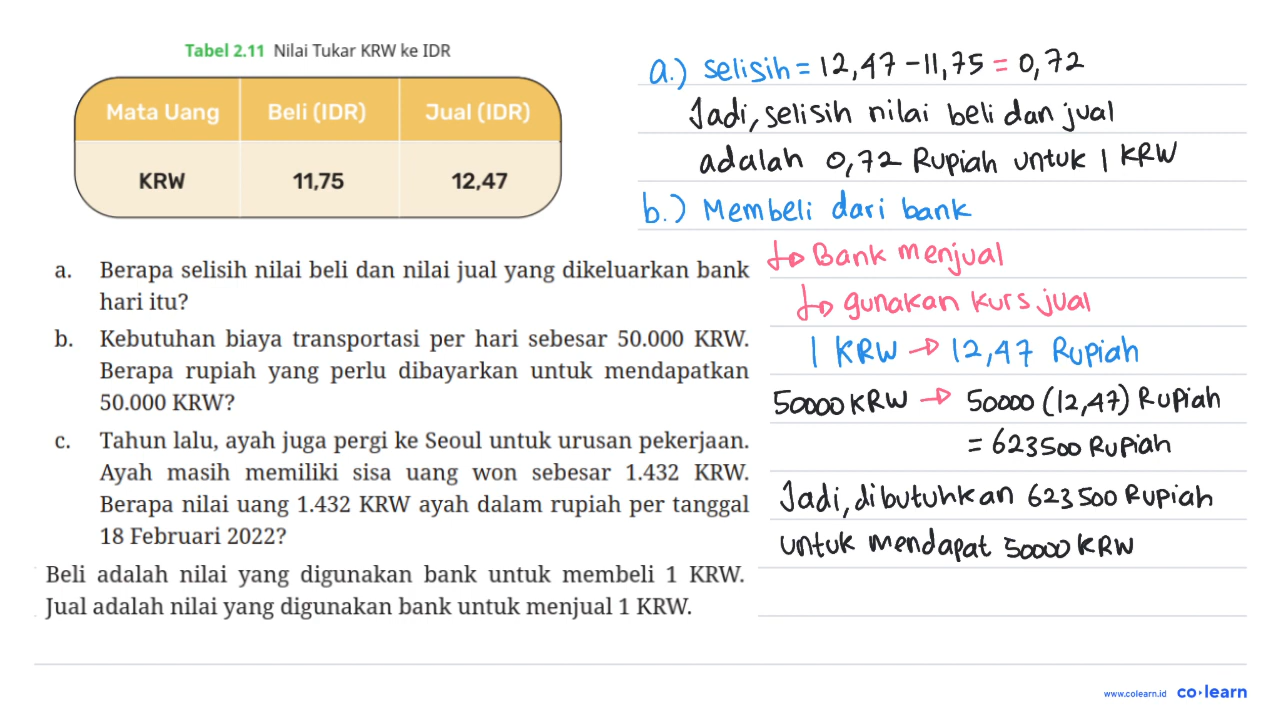 Tabel 2.11 Nilai Tukar KRW ke IDR
Mata Uang Beli (IDR) Jual (IDR)
KRW 11,75 12,47
a. Berapa selisih nilai beli dan nilai jual yang dikeluarkan bank
hari itu?
b. Kebutuhan biaya transportasi per hari sebesar 50.000 KRW.
Berapa rupiah yang perlu dibayarkan untuk mendapatkan
50.000 KRW?
c. Tahun lalu, ayah juga pergi ke Seoul untuk urusan pekerjaan.
Ayah masih memiliki sisa uang won sebesar 1.432 KRW.
Berapa nilai uang 1.432 KRW ayah dalam rupiah per tanggal
18 Februari 2022?
Beli adalah nilai yang digunakan bank untuk membeli 1 KRW.
Jual adalah nilai yang digunakan bank untuk menjual 1 KRW.
a.) selisih = 12,47 - 11,75 = 0,72
Jadi, selisih nilai beli dan jual
adalah 0,72 Rupiah untuk 1 KRW
b.) Membeli dari bank
↳ Bank menjual
↳ gunakan kurs jual
1 KRW → 12,47 Rupiah
50000 KRW → 50000 (12,47) Rupiah
= 623500 Rupiah
Jadi, dibutuhkan 623500 Rupiah
untuk mendapat 50000 KRW
www.colearn.id co·learn